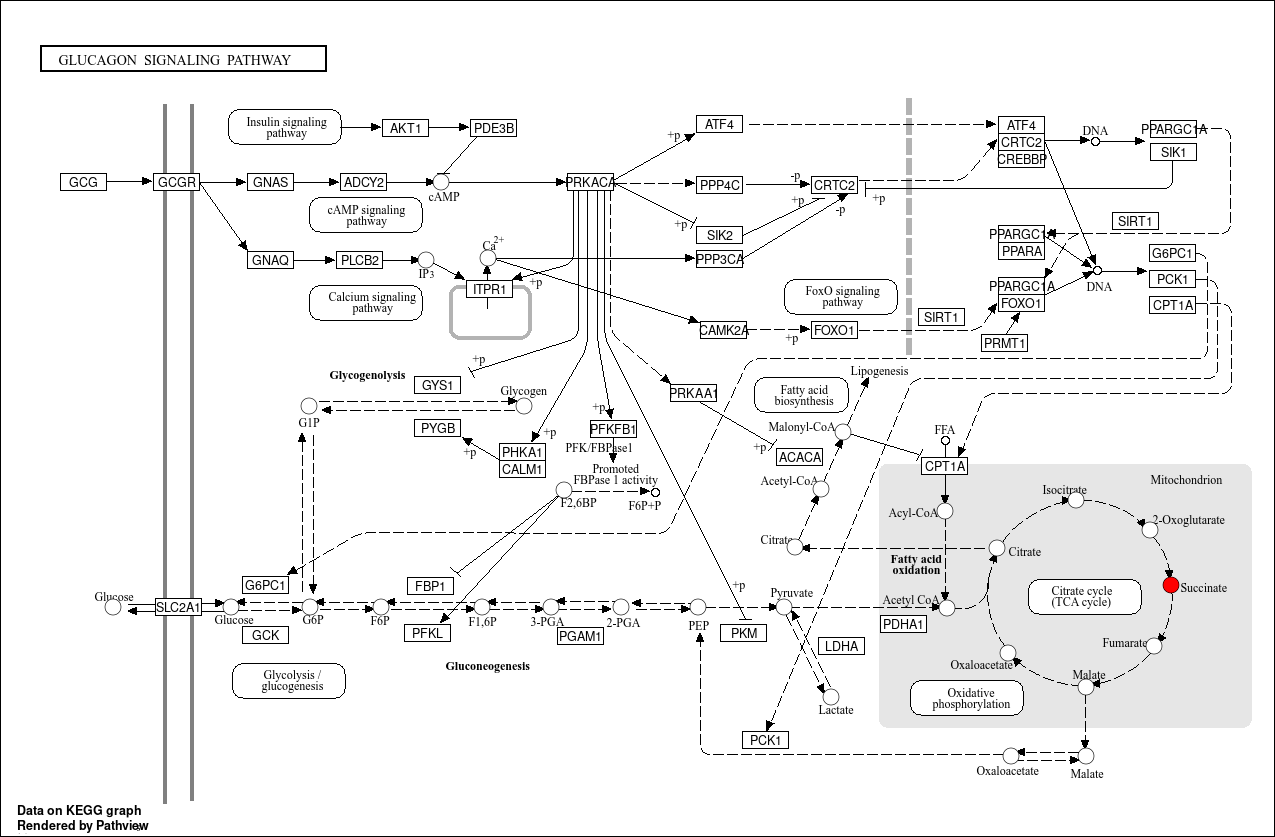 GLUCAGON SIGNALING PATHWAY
Insulin signaling
pathway
AKT1
PDE3B
ATF4
+p
ATF4
CRTC2
CREBBP
DNA
PPARGC1A
SIK1
GCG
GCGR
GNAS
ADCY2
cAMP
PRKACA
PPP4C
-p
CRTC2
+p
+p
-p
cAMP signaling
pathway
+p
SIK2
SIRT1
PPARGC1
PPARA
GNAQ
PLCB2
IP3
Ca2+
ITPR1
+p
PPP3CA
DNA
G6PC1
PCK1
CPT1A
Calcium signaling
pathway
FoxO signaling
pathway
PPARGC1A
FOXO1
SIRT1
PRMT1
CAMK2A
+p
FOXO1
Glycogenolysis
+p
GYS1
Glycogen
G1P
PYGB
+p
PHKA1
CALM1
+p
+p
PFKFB1
PFK/FBPase1
Promoted
FBPase 1 activity
F2,6BP
F6P+P
PRKAA1
Fatty acid
biosynthesis
Lipogenesis
Malonyl-CoA
+p
ACACA
Acetyl-CoA
Citrate
FFA
CPT1A
Acyl-CoA
Fatty acid
oxidation
Mitochondrion
Isocitrate
2-Oxoglutarate
Citrate
Succinate
Citrate cycle
(TCA cycle)
Fumarate
Malate
Oxaloacetate
Acetyl CoA
PDHA1
Oxidative
phosphorylation
G6PC1
FBP1
+p
Glucose
SLC2A1
Glucose
G6P
F6P
F1,6P
3-PGA
2-PGA
PEP
Pyruvate
GCK
PFKL
PGAM1
PKM
LDHA
Lactate
Gluconeogenesis
Glycolysis /
glucogenesis
PCK1
Oxaloacetate
Malate
Data on KEGG graph
Rendered by Pathview